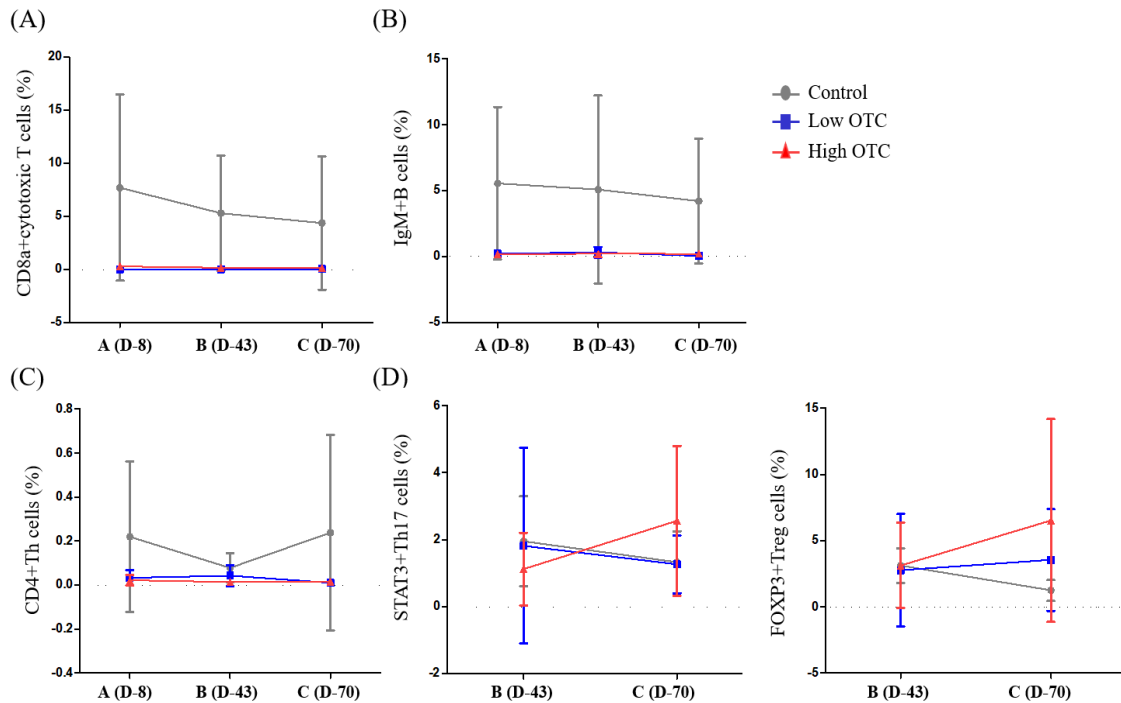 (A)
CD8a+cytotoxic T cells (%)
20
15
10
5
0
-5
A (D-8)
B (D-43)
C (D-70)
(B)
IgM+B cells (%)
15
10
5
0
-5
A (D-8)
B (D-43)
C (D-70)
Control
Low OTC
High OTC
(C)
CD4+Th cells (%)
0.8
0.6
0.4
0.2
0.0
-0.2
-0.4
A (D-8)
B (D-43)
C (D-70)
(D)
STAT3+Th17 cells (%)
6
4
2
0
-2
B (D-43)
C (D-70)
FOXP3+Treg cells (%)
15
10
5
0
-5
B (D-43)
C (D-70)